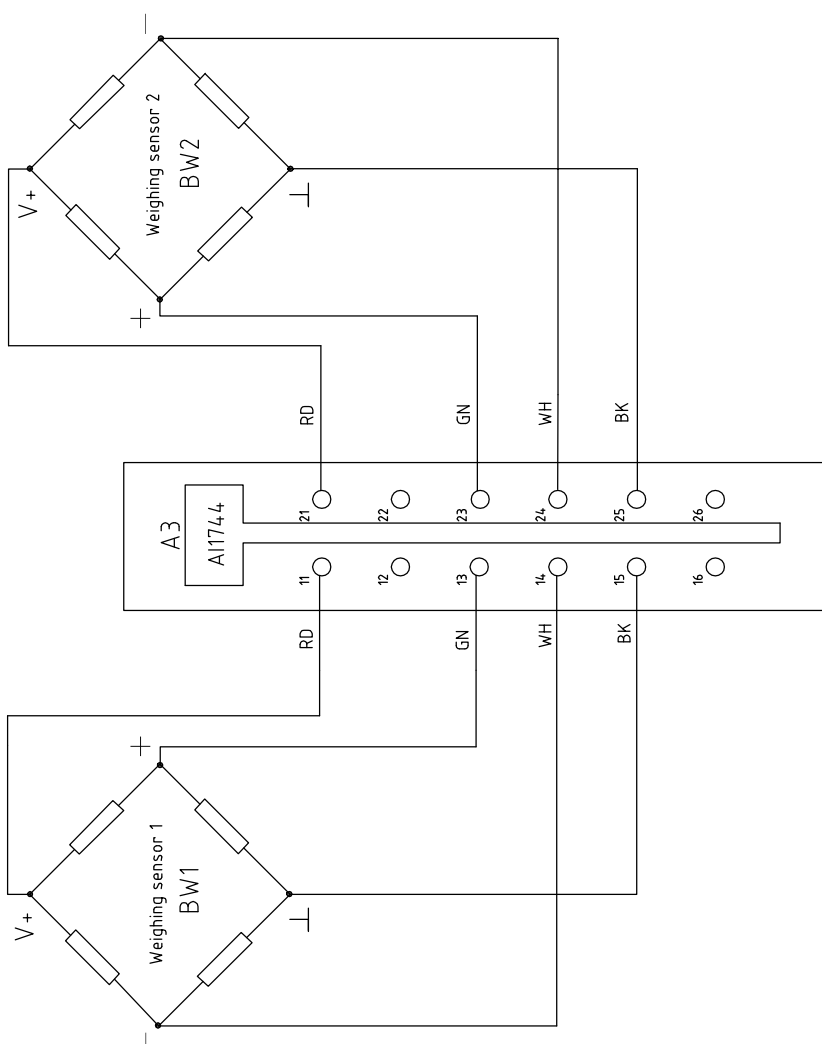 −
V+
Weighing sensor 2
BW2
⊥
+
RD
GN
WH
BK
A3
AI1744
21
22
23
24
25
26
11
12
13
14
15
16
RD
GN
WH
BK
+
V+
Weighing sensor 1
BW1
⊥
−